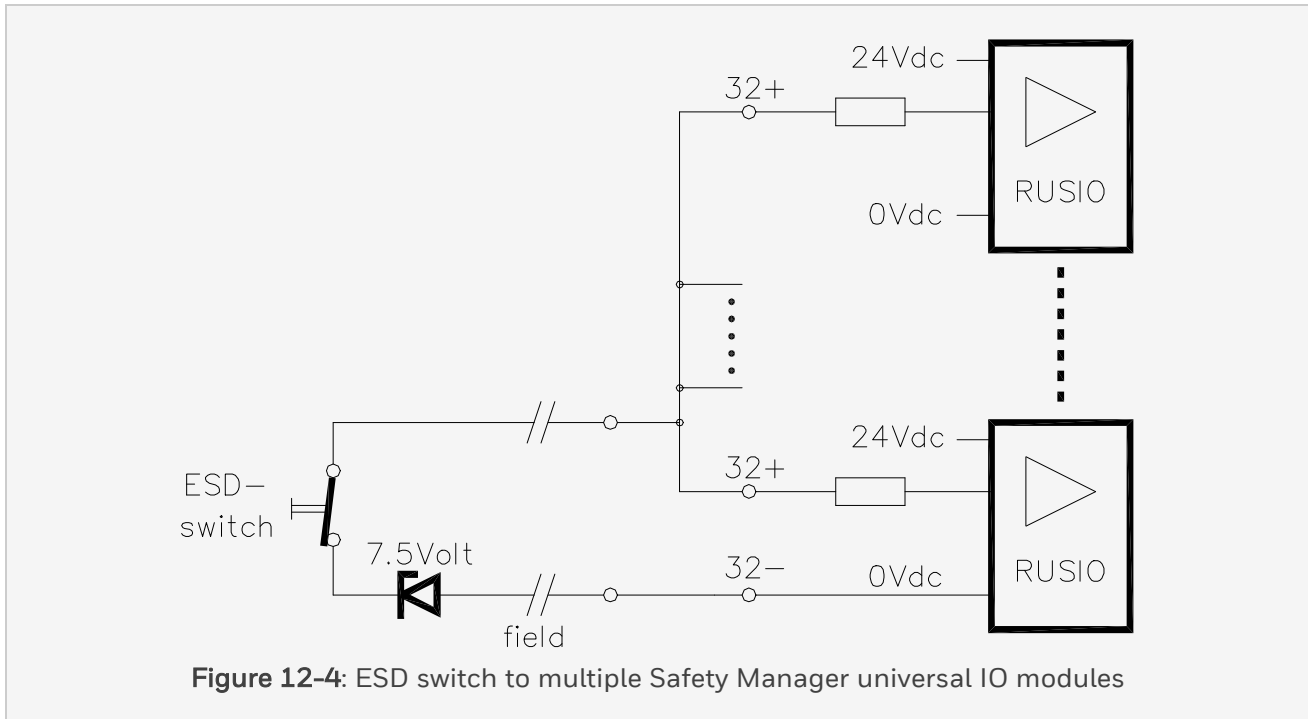 24Vdc
32+
RUSIO
0Vdc
24Vdc
32+
ESD-
switch
7.5Volt
32-
0Vdc
RUSIO
field
Figure 12-4: ESD switch to multiple Safety Manager universal IO modules